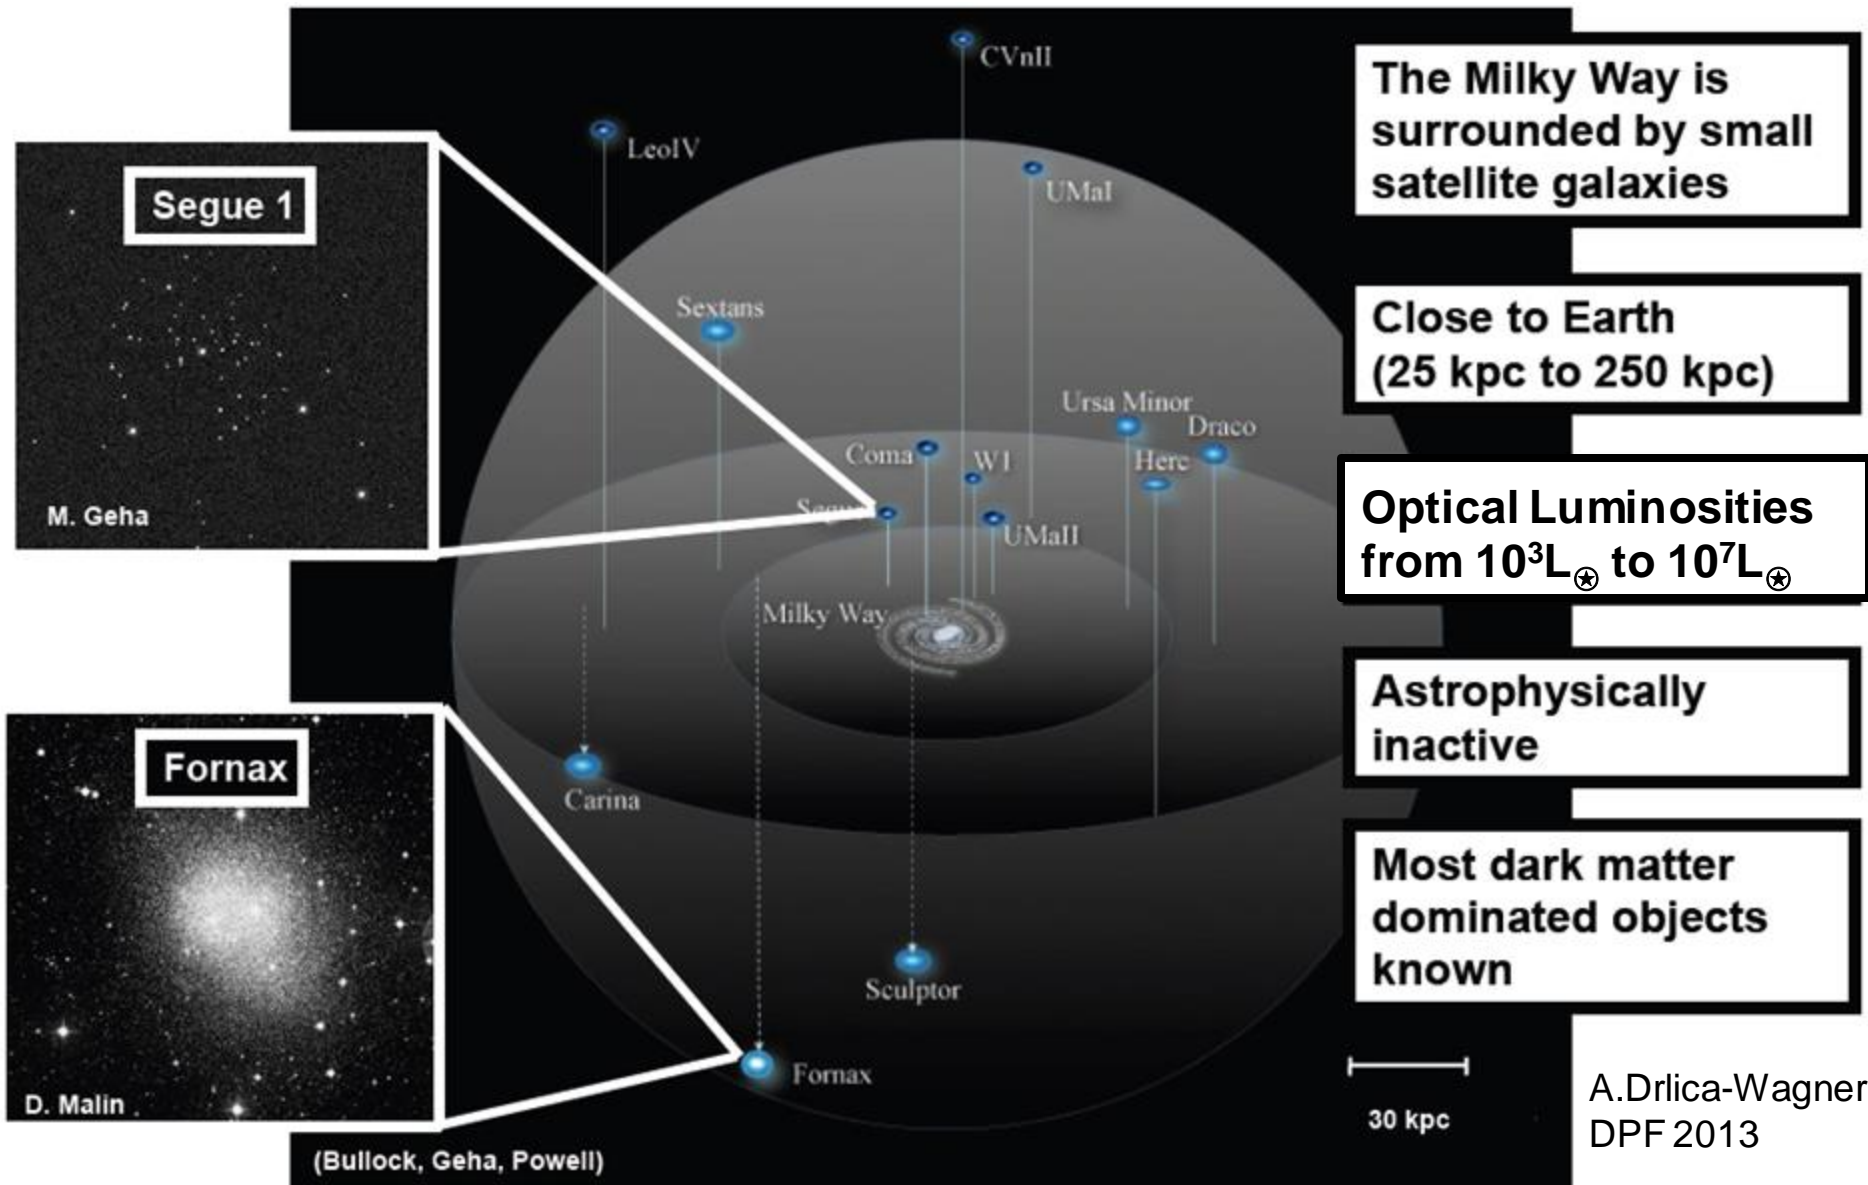 CVnII
LeoIV
UMaI
Segue 1
Sextans
Ursa Minor
Draco
Coma
W1
Herc
UMaII
Milky Way
M. Geha
Carina
Fornax
Sculptor
Fornax
D. Malin
(Bullock, Geha, Powell)
The Milky Way is
surrounded by small
satellite galaxies
Close to Earth
(25 kpc to 250 kpc)
Optical Luminosities
from 10³L⍟ to 10⁷L⍟
Astrophysically
inactive
Most dark matter
dominated objects
known
30 kpc
A.Drlica-Wagner
DPF 2013